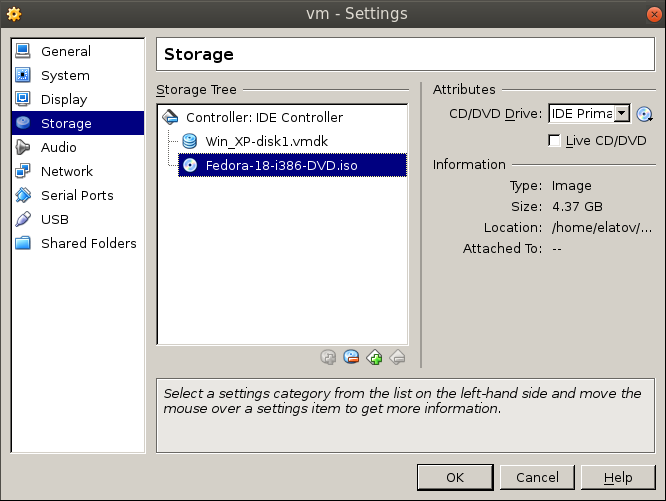 vm - Settings
General
System
Display
Storage
Audio
Network
Serial Ports
USB
Shared Folders
Storage
Storage Tree
Controller: IDE Controller
Win_XP-disk1.vmdk
Fedora-18-i386-DVD.iso
Attributes
CD/DVD Drive: IDE Prima
Live CD/DVD
Information
Type: Image
Size: 4.37 GB
Location: /home/elatov/...
Attached To: --
Select a settings category from the list on the left-hand side and move the
mouse over a settings item to get more information.
OK Cancel Help